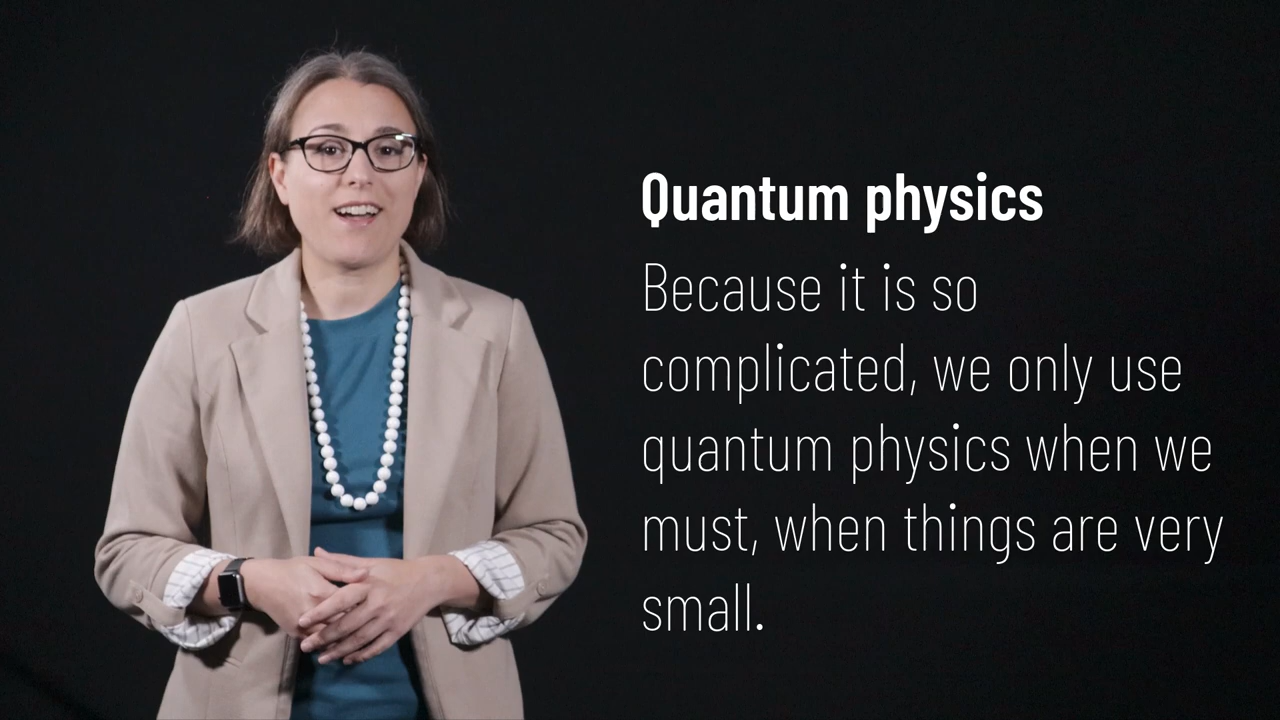 Quantum physics
Because it is so
complicated, we only use
quantum physics when we
must, when things are very
small.